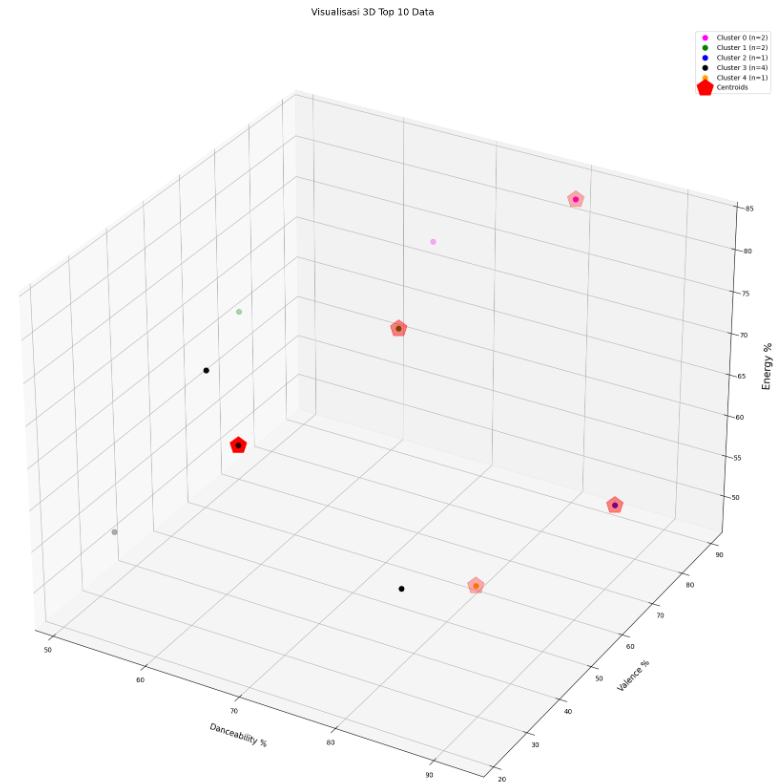 Visualisasi 3D Top 10 Data
Cluster 0 (n=2)
Cluster 1 (n=2)
Cluster 2 (n=1)
Cluster 3 (n=4)
Cluster 4 (n=1)
Centroids
85
80
75
70
65
60
55
50
Energy %
90
80
70
60
50
40
30
20
Valence %
50
60
70
80
90
Danceability %